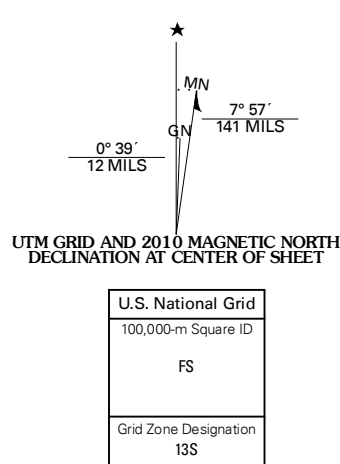 ★
MN
7° 57´
141 MILS
GN
0° 39´
12 MILS
UTM GRID AND 2010 MAGNETIC NORTH
DECLINATION AT CENTER OF SHEET
U.S. National Grid
100,000-m Square ID
FS
Grid Zone Designation
13S